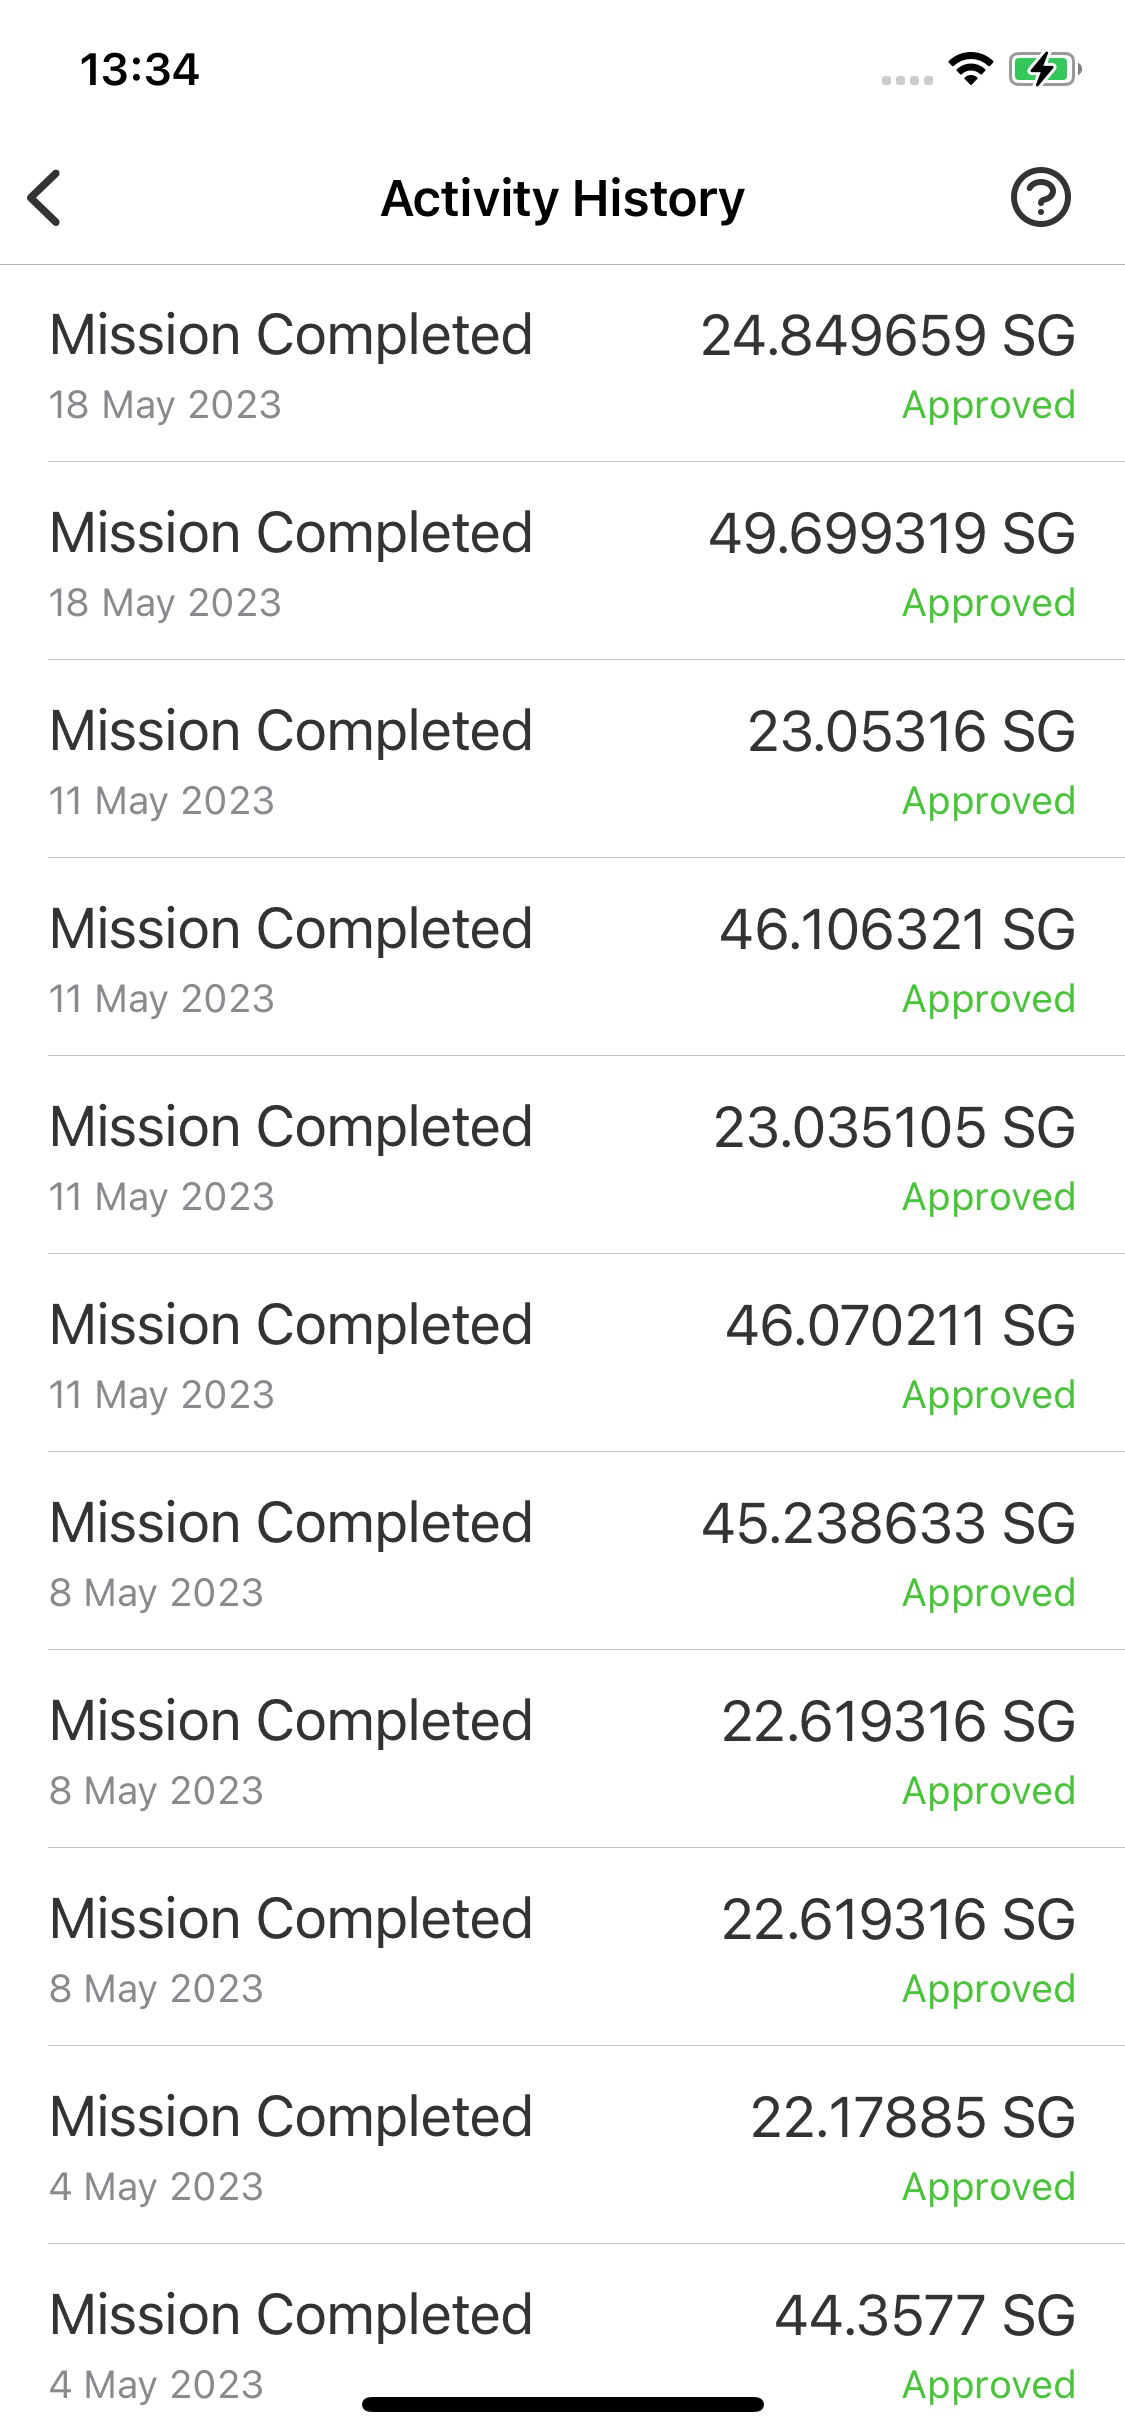 13:34
Activity History
Mission Completed 24.849659 SG
18 May 2023 Approved
Mission Completed 49.699319 SG
18 May 2023 Approved
Mission Completed 23.05316 SG
11 May 2023 Approved
Mission Completed 46.106321 SG
11 May 2023 Approved
Mission Completed 23.035105 SG
11 May 2023 Approved
Mission Completed 46.070211 SG
11 May 2023 Approved
Mission Completed 45.238633 SG
8 May 2023 Approved
Mission Completed 22.619316 SG
8 May 2023 Approved
Mission Completed 22.619316 SG
8 May 2023 Approved
Mission Completed 22.17885 SG
4 May 2023 Approved
Mission Completed 44.3577 SG
4 May 2023 Approved